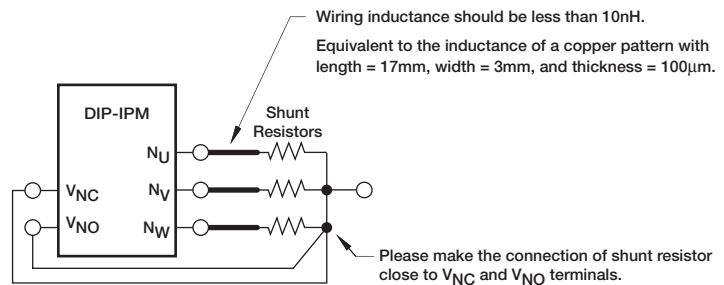 Wiring inductance should be less than 10nH.
Equivalent to the inductance of a copper pattern with
length = 17mm, width = 3mm, and thickness = 100µm.
DIP-IPM
Shunt
Resistors
NU
VNC
NV
VNO
NW
Please make the connection of shunt resistor
close to VNC and VNO terminals.